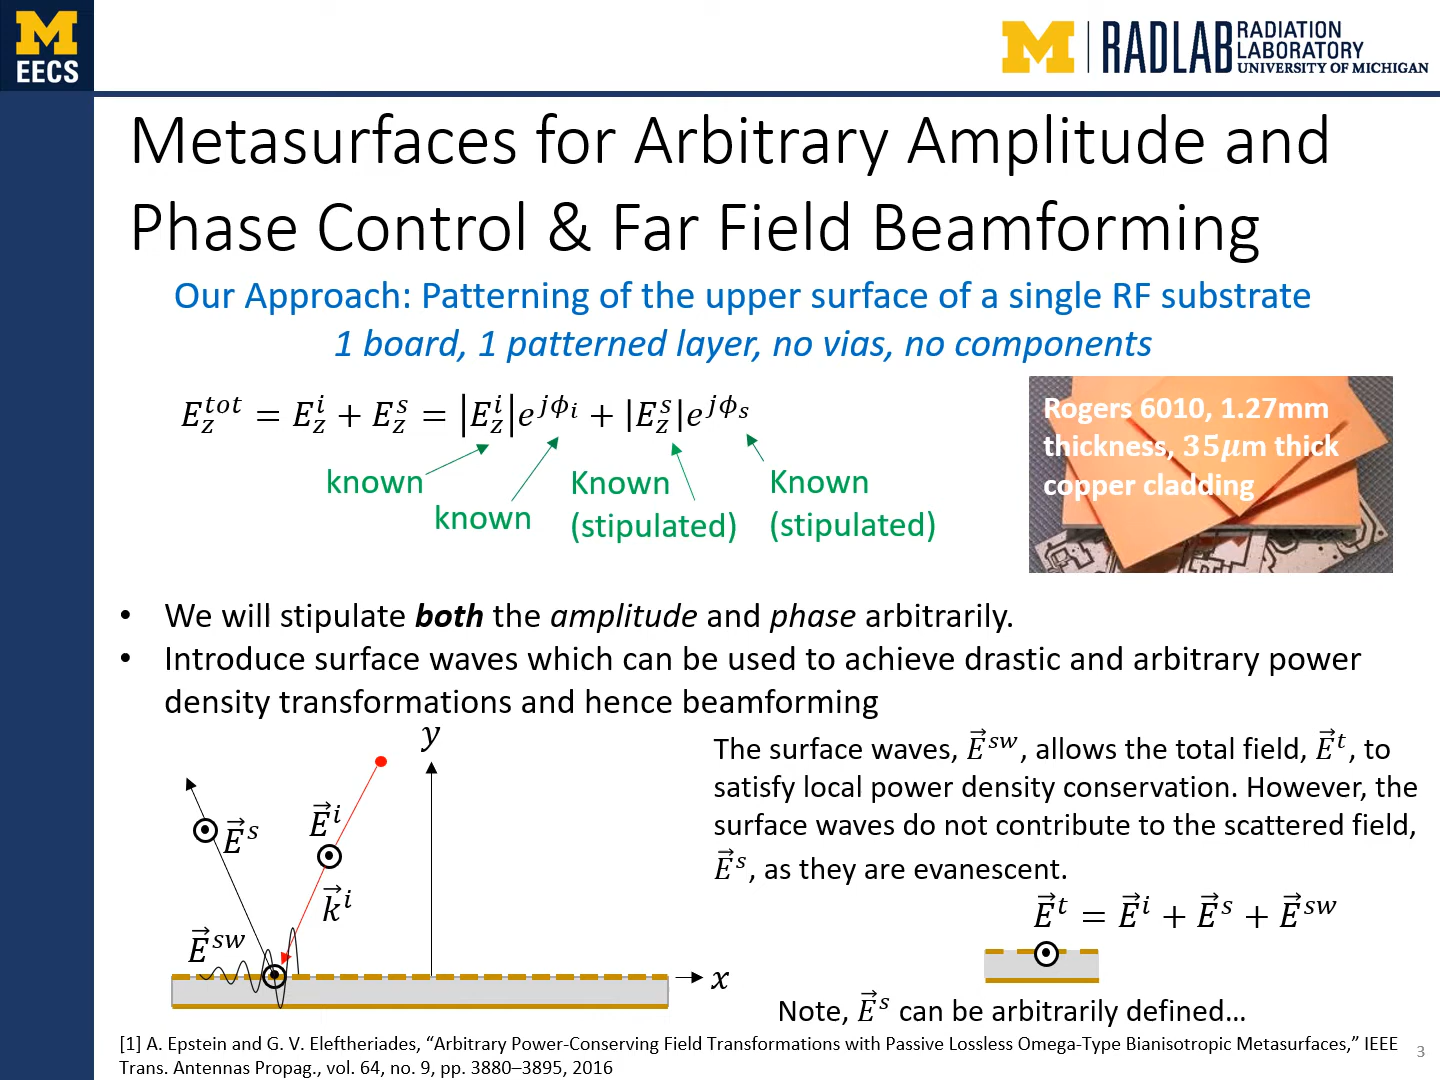 M
EECS
M RADLAB RADIATION
LABORATORY
UNIVERSITY OF MICHIGAN
Metasurfaces for Arbitrary Amplitude and
Phase Control & Far Field Beamforming
Our Approach: Patterning of the upper surface of a single RF substrate
1 board, 1 patterned layer, no vias, no components
E_z^{tot} = E_z^i + E_z^s = |E_z^i|e^{jϕ_i} + |E_z^s|e^{jϕ_s}
known
known
Known
(stipulated)
Known
(stipulated)
Rogers 6010, 1.27mm
thickness, 35μm thick
copper cladding
• We will stipulate both the amplitude and phase arbitrarily.
• Introduce surface waves which can be used to achieve drastic and arbitrary power
density transformations and hence beamforming
y
E⃗^s
E⃗^i
k⃗^i
E⃗^{sw}
x
The surface waves, E⃗^{sw}, allows the total field, E⃗^t, to
satisfy local power density conservation. However, the
surface waves do not contribute to the scattered field,
E⃗^s, as they are evanescent.
E⃗^t = E⃗^i + E⃗^s + E⃗^{sw}
Note, E⃗^s can be arbitrarily defined…
[1] A. Epstein and G. V. Eleftheriades, “Arbitrary Power-Conserving Field Transformations with Passive Lossless Omega-Type Bianisotropic Metasurfaces,” IEEE
Trans. Antennas Propag., vol. 64, no. 9, pp. 3880–3895, 2016
3